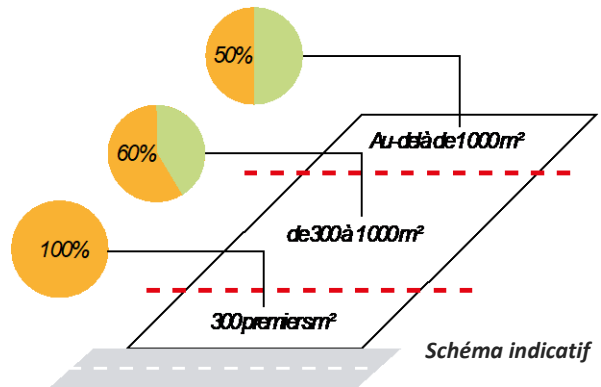 50%
Au-delà de 1000 m²
60%
de 300 à 1000 m²
100%
300 premiers m²
Schéma indicatif